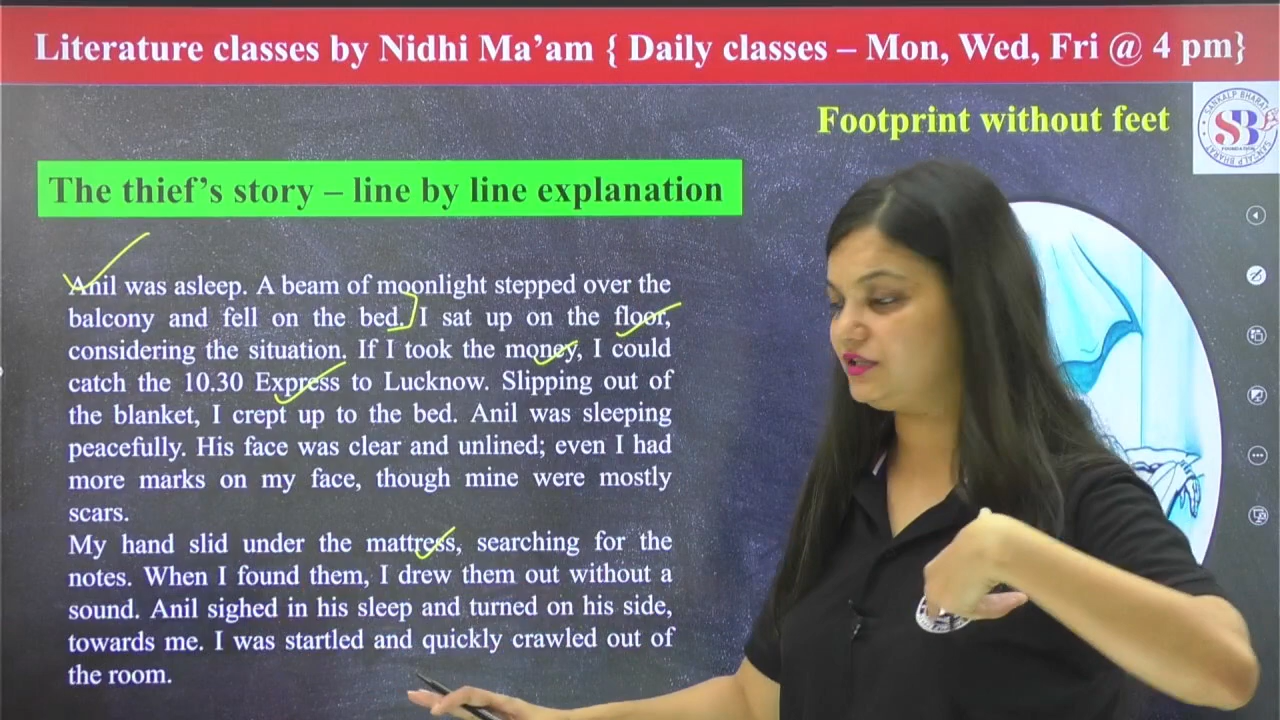 Literature classes by Nidhi Ma’am { Daily classes – Mon, Wed, Fri @ 4 pm}
Footprint without feet
SANKALP BHARAT
SB
FOUNDATION
The thief’s story – line by line explanation
Anil was asleep. A beam of moonlight stepped over the
balcony and fell on the bed. I sat up on the floor,
considering the situation. If I took the money, I could
catch the 10.30 Express to Lucknow. Slipping out of
the blanket, I crept up to the bed. Anil was sleeping
peacefully. His face was clear and unlined; even I had
more marks on my face, though mine were mostly
scars.
My hand slid under the mattress, searching for the
notes. When I found them, I drew them out without a
sound. Anil sighed in his sleep and turned on his side,
towards me. I was startled and quickly crawled out of
the room.